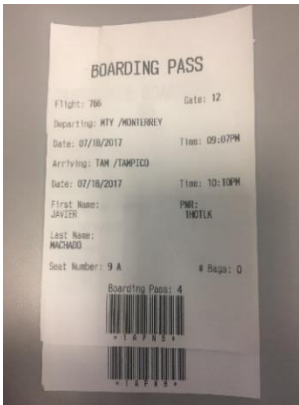 BOARDING PASS
Flight: 766 Gate: 12
Departing: MTY /MONTERREY
Date: 07/18/2017 Time: 09:07PM
Arriving: TAM /TAMPICO
Date: 07/18/2017 Time: 10:10PM
First Name: PNR:
JAVIER 1HOTLK
Last Name:
MACHADO
Seat Number: 9 A # Bags: 0
Boarding Pass: 4